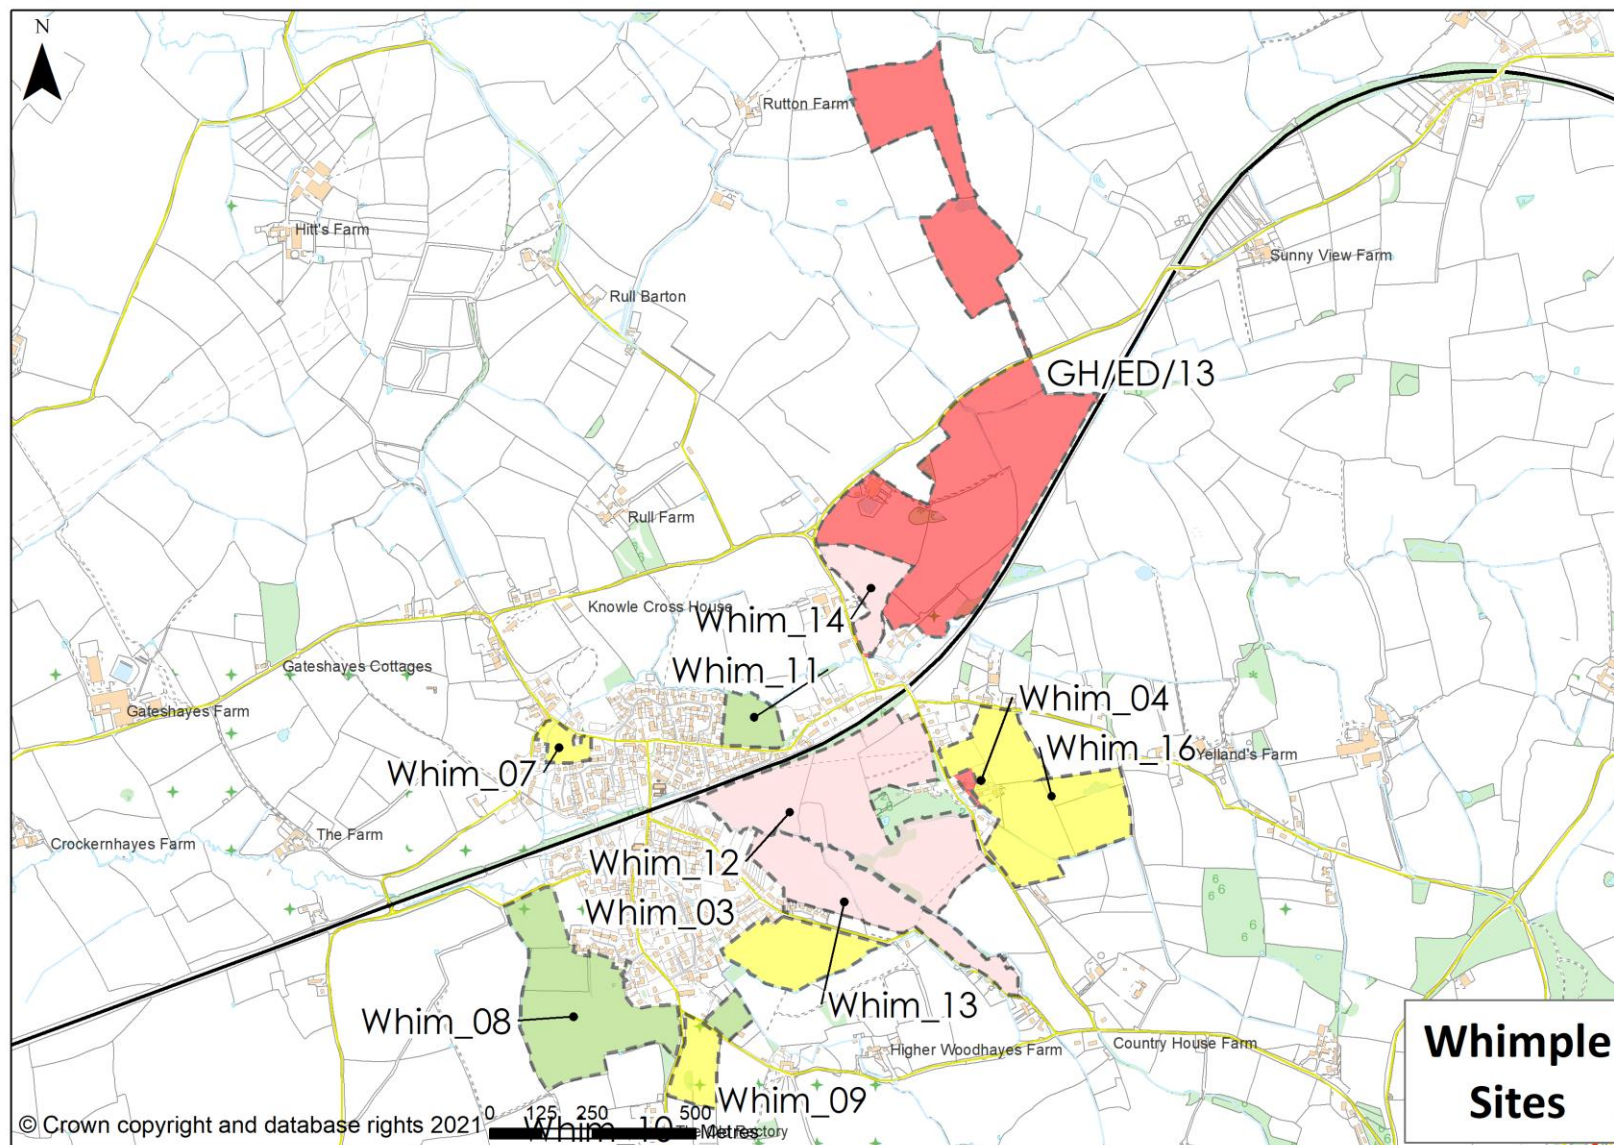 N
Rutton Farm
Hitt's Farm
Sunny View Farm
Rull Barton
GH/ED/13
Rull Farm
Knowle Cross House
Whim_14
Gateshayes Cottages
Whim_11
Whim_04
Gateshayes Farm
Whim_16
Yelland's Farm
Whim_07
The Farm
Crockernhayes Farm
Whim_12
Whim_03
Whim_13
Whim_08
Higher Woodhayes Farm
Country House Farm
Whimple
Sites
Whim_09
© Crown copyright and database rights 2021
0 125 250 500
Metres
Whim_10
Rectory